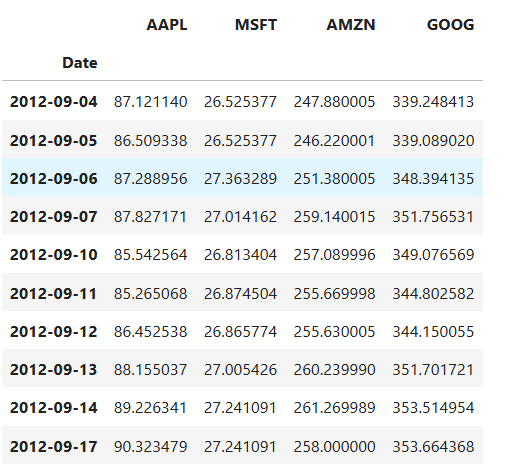 AAPL MSFT AMZN GOOG
Date
2012-09-04 87.121140 26.525377 247.880005 339.248413
2012-09-05 86.509338 26.525377 246.220001 339.089020
2012-09-06 87.288956 27.363289 251.380005 348.394135
2012-09-07 87.827171 27.014162 259.140015 351.756531
2012-09-10 85.542564 26.813404 257.089996 349.076569
2012-09-11 85.265068 26.874504 255.669998 344.802582
2012-09-12 86.452538 26.865774 255.630005 344.150055
2012-09-13 88.155037 27.005426 260.239990 351.701721
2012-09-14 89.226341 27.241091 261.269989 353.514954
2012-09-17 90.323479 27.241091 258.000000 353.664368